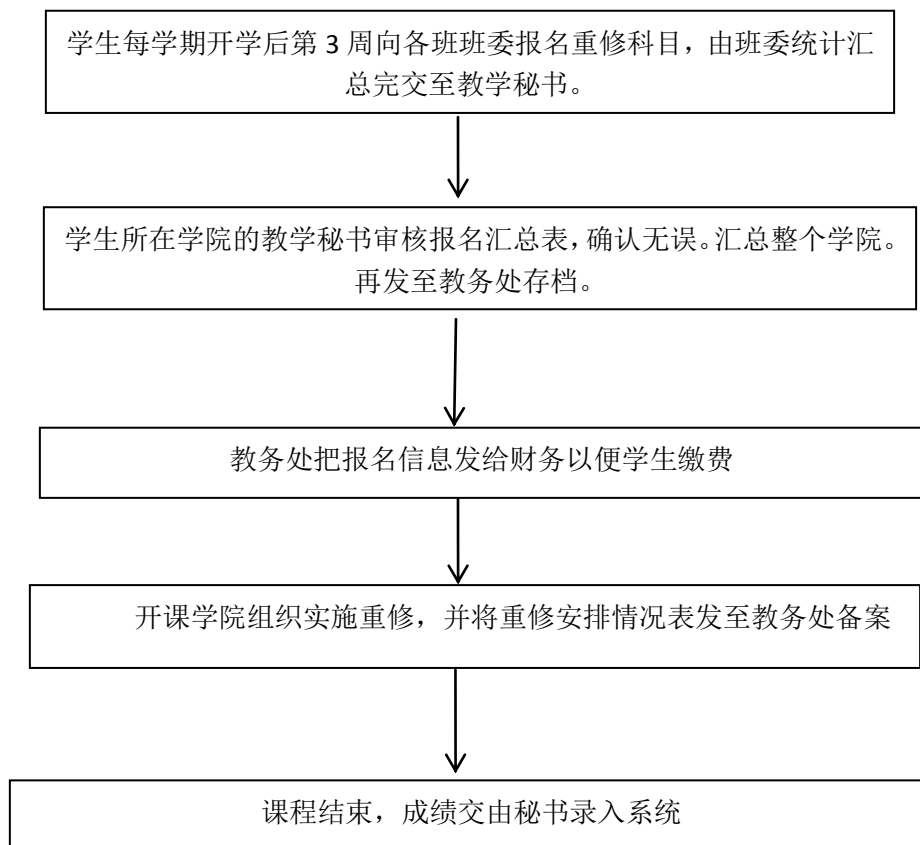 学生每学期开学后第 3 周向各班班委报名重修科目，由班委统计汇
总完交至教学秘书。
学生所在学院的教学秘书审核报名汇总表，确认无误。汇总整个学院。
再发至教务处存档。
教务处把报名信息发给财务以便学生缴费
开课学院组织实施重修，并将重修安排情况表发至教务处备案
课程结束，成绩交由秘书录入系统